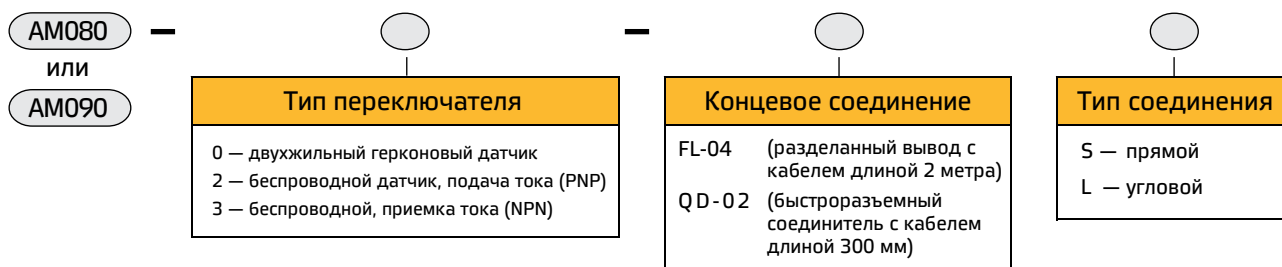 AM080
или
AM090
Тип переключателя
0 — двухжильный герконовый датчик
2 — беспроводной датчик, подача тока (PNP)
3 — беспроводной, приемка тока (NPN)
Концевое соединение
FL-04 (разделанный вывод с
кабелем длиной 2 метра)
QD-02 (быстроразъемный
соединитель с кабелем
длиной 300 мм)
Тип соединения
S — прямой
L — угловой